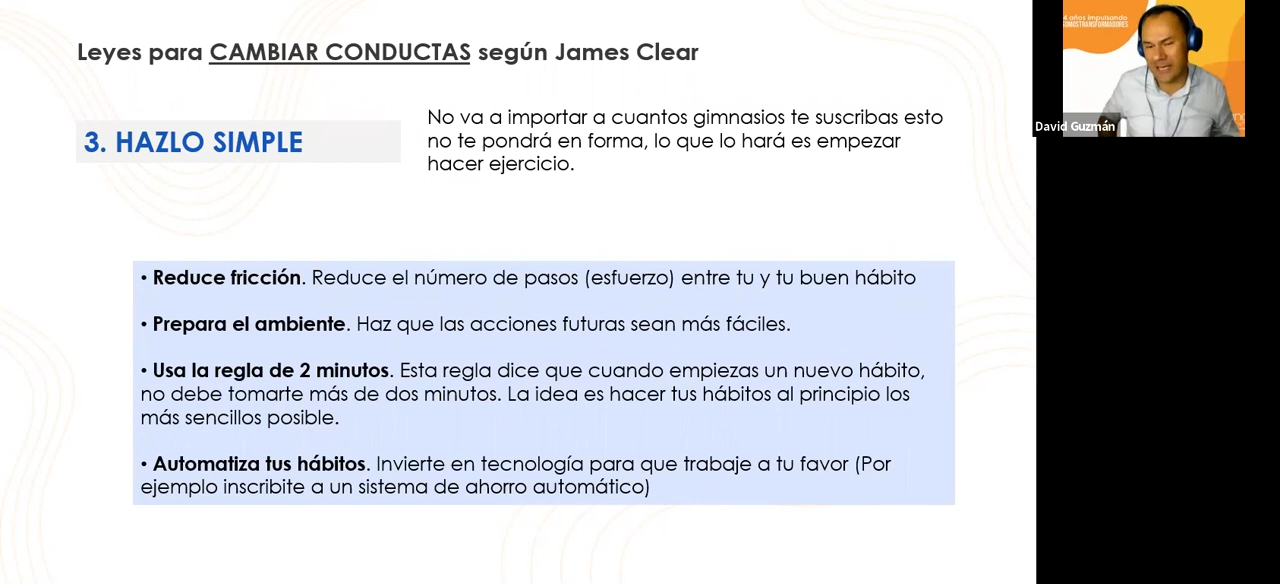 Leyes para CAMBIAR CONDUCTAS según James Clear
3. HAZLO SIMPLE
No va a importar a cuantos gimnasios te suscribas esto
no te pondrá en forma, lo que lo hará es empezar
hacer ejercicio.
• Reduce fricción. Reduce el número de pasos (esfuerzo) entre tu y tu buen hábito
• Prepara el ambiente. Haz que las acciones futuras sean más fáciles.
• Usa la regla de 2 minutos. Esta regla dice que cuando empiezas un nuevo hábito,
no debe tomarte más de dos minutos. La idea es hacer tus hábitos al principio los
más sencillos posible.
• Automatiza tus hábitos. Invierte en tecnología para que trabaje a tu favor (Por
ejemplo inscribite a un sistema de ahorro automático)
4 años impulsando
SOMOSTRANSFORMADORES
David Guzmán